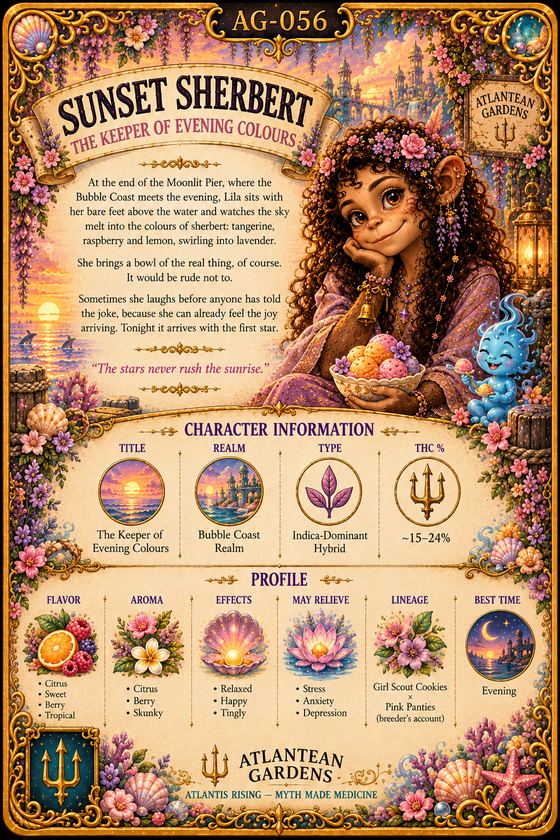 AG-056
SUNSET SHERBERT
THE KEEPER OF EVENING COLOURS
ATLANTEAN
GARDENS
At the end of the Moonlit Pier, where the
Bubble Coast meets the evening, Lila sits with
her bare feet above the water and watches the sky
melt into the colours of sherbert: tangerine,
raspberry and lemon, swirling into lavender.
She brings a bowl of the real thing, of course.
It would be rude not to.
Sometimes she laughs before anyone has told
the joke, because she can already feel the joy
arriving. Tonight it arrives with the first star.
“The stars never rush the sunrise.”
CHARACTER INFORMATION
TITLE
The Keeper of
Evening Colours
REALM
Bubble Coast
Realm
TYPE
Indica-Dominant
Hybrid
THC %
~15–24%
PROFILE
FLAVOR
• Citrus
• Sweet
• Berry
• Tropical
AROMA
• Citrus
• Berry
• Skunky
EFFECTS
• Relaxed
• Happy
• Tingly
MAY RELIEVE
• Stress
• Anxiety
• Depression
LINEAGE
Girl Scout Cookies
×
Pink Panties
(breeder's account)
BEST TIME
Evening
ATLANTEAN
GARDENS
ATLANTIS RISING – MYTH MADE MEDICINE